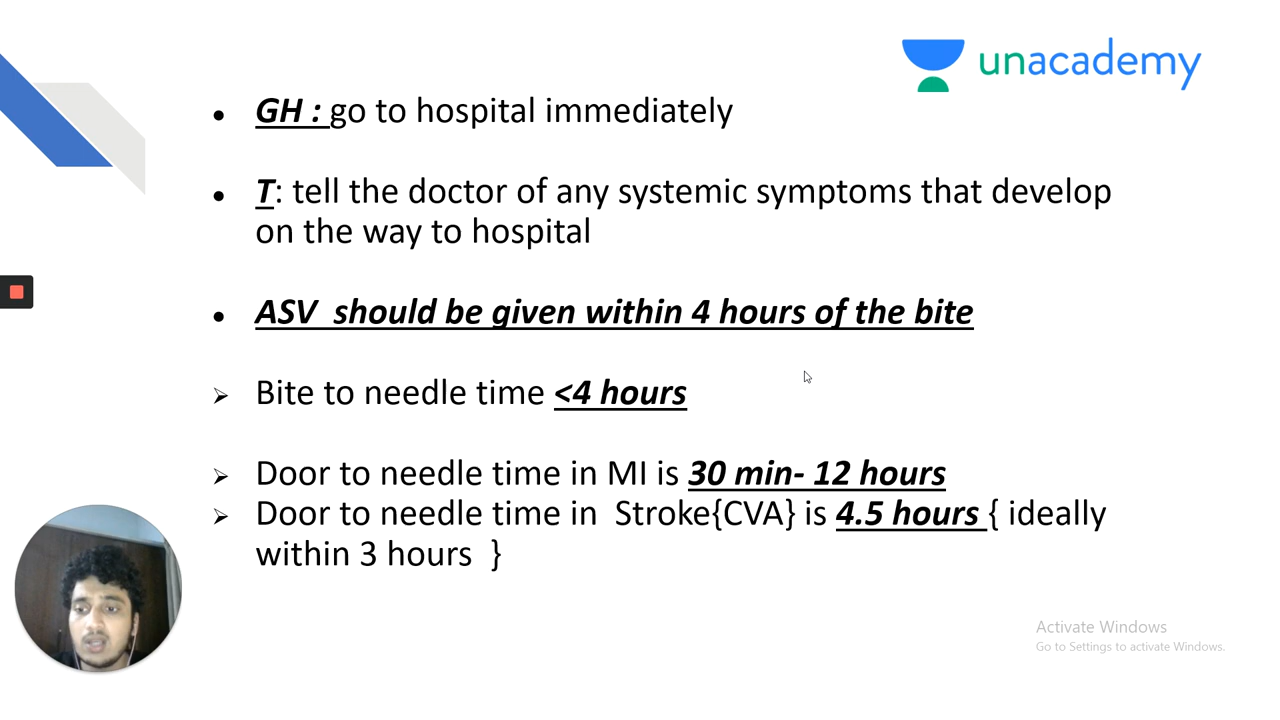 unacademy
• GH : go to hospital immediately
• T: tell the doctor of any systemic symptoms that develop
on the way to hospital
• ASV should be given within 4 hours of the bite
➢ Bite to needle time <4 hours
➢ Door to needle time in MI is 30 min- 12 hours
➢ Door to needle time in Stroke{CVA} is 4.5 hours { ideally
within 3 hours }
Activate Windows
Go to Settings to activate Windows.